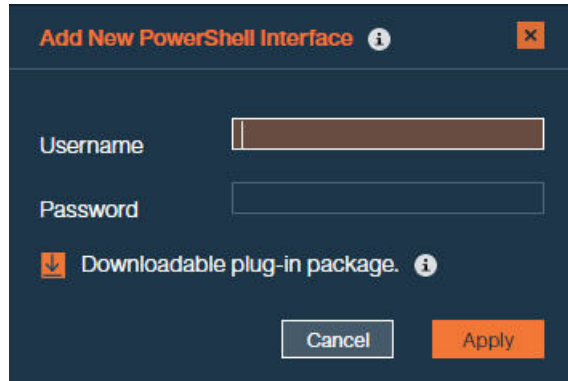 Add New PowerShell Interface
Username
Password
Downloadable plug-in package.
Cancel
Apply